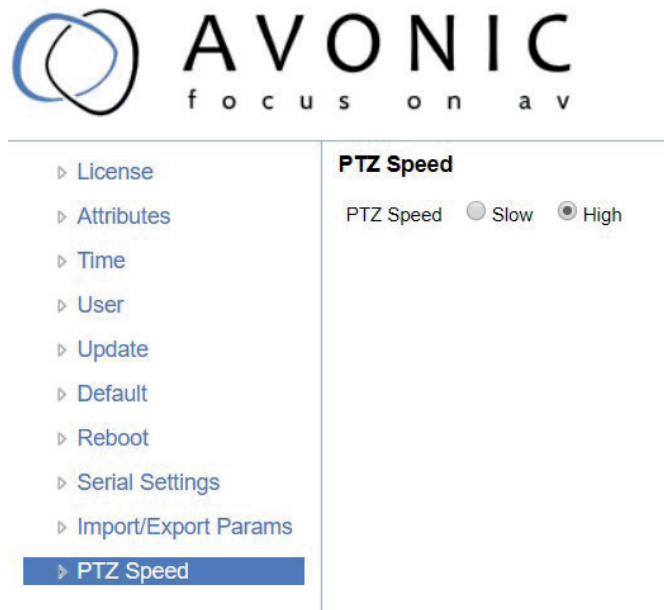 AVONIC
focus on av
License
Attributes
Time
User
Update
Default
Reboot
Serial Settings
Import/Export Params
PTZ Speed
PTZ Speed
PTZ Speed Slow High